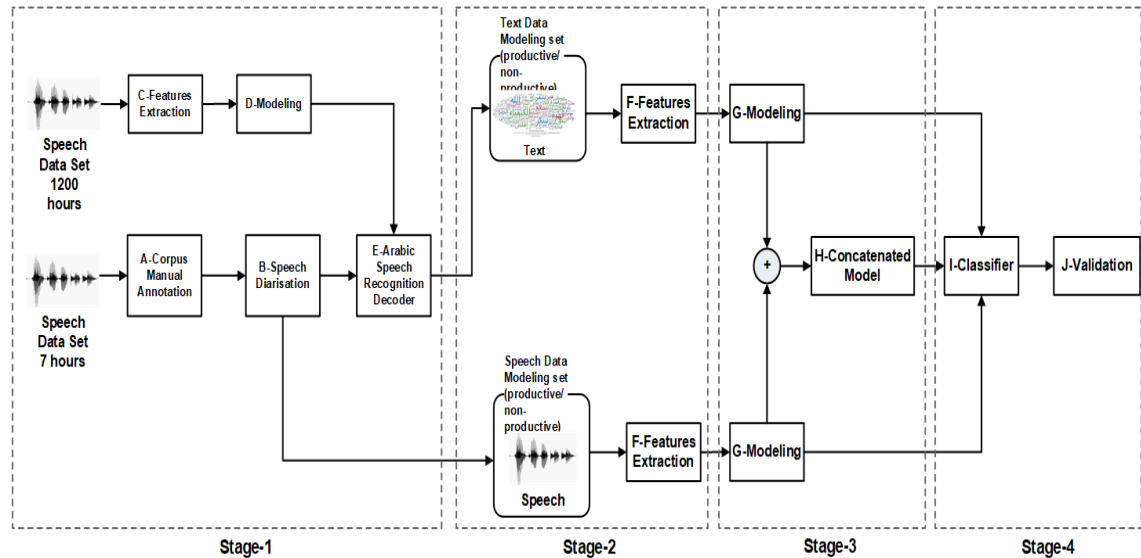 Speech
Data Set
1200
hours
C-Features
Extraction
D-Modeling
Speech
Data Set
7 hours
A-Corpus
Manual
Annotation
B-Speech
Diarisation
E-Arabic
Speech
Recognition
Decoder
Stage-1
Text Data
Modeling set
(productive/
non-
productive)
Text
F-Features
Extraction
Speech Data
Modeling set
(productive/
non-
productive)
Speech
F-Features
Extraction
Stage-2
G-Modeling
+
H-Concatenated
Model
G-Modeling
Stage-3
I-Classifier
J-Validation
Stage-4